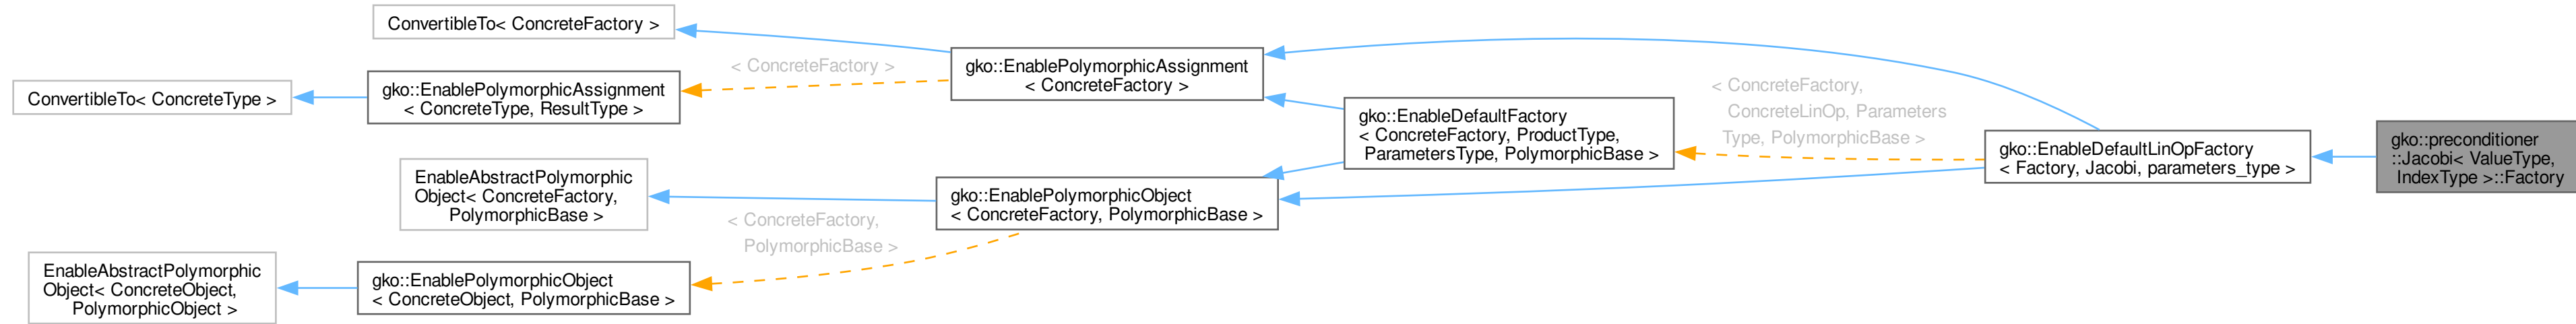 ConvertibleTo< ConcreteFactory >
ConvertibleTo< ConcreteType >
gko::EnablePolymorphicAssignment
< ConcreteType, ResultType >
< ConcreteFactory >
gko::EnablePolymorphicAssignment
< ConcreteFactory >
EnableAbstractPolymorphic
Object< ConcreteFactory,
PolymorphicBase >
EnableAbstractPolymorphic
Object< ConcreteObject,
PolymorphicObject >
gko::EnablePolymorphicObject
< ConcreteObject, PolymorphicBase >
< ConcreteFactory,
PolymorphicBase >
gko::EnablePolymorphicObject
< ConcreteFactory, PolymorphicBase >
gko::EnableDefaultFactory
< ConcreteFactory, ProductType,
ParametersType, PolymorphicBase >
< ConcreteFactory,
ConcreteLinOp, Parameters
Type, PolymorphicBase >
gko::EnableDefaultLinOpFactory
< Factory, Jacobi, parameters_type >
gko::preconditioner
::Jacobi< ValueType,
IndexType >::Factory